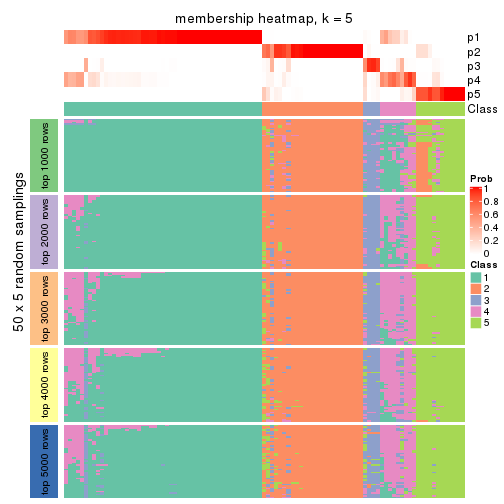 membership heatmap, k = 5
p1
p2
p3
p4
p5
Class
50 x 5 random samplings
top 1000 rows
top 2000 rows
top 3000 rows
top 4000 rows
top 5000 rows
Prob
1
0.8
0.6
0.4
0.2
0
Class
1
2
3
4
5